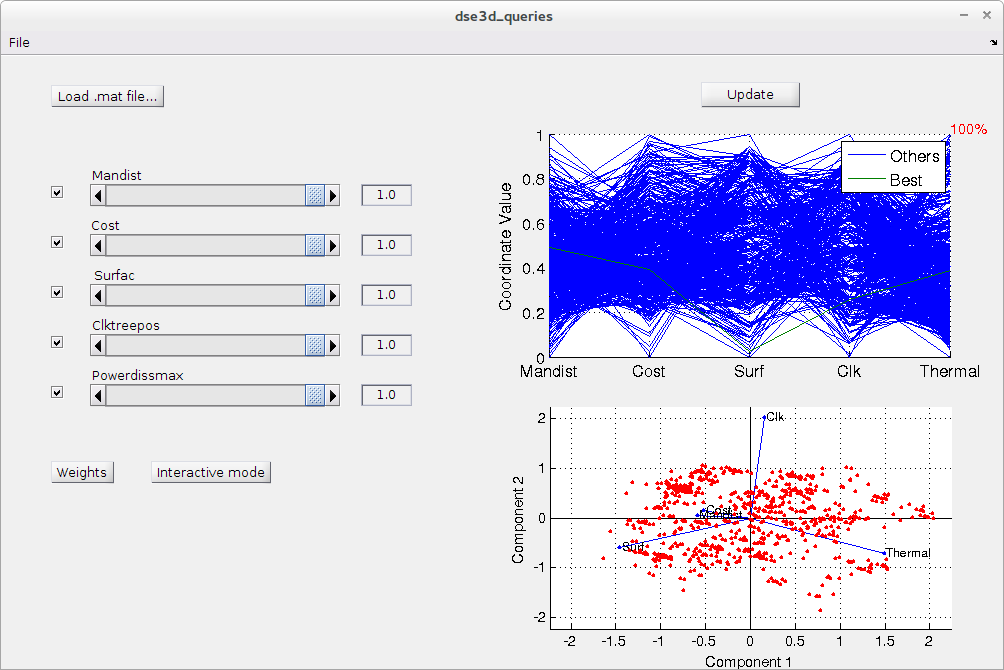 dse3d_queries
File
Load .mat file...
Mandist
1.0
Cost
1.0
Surfac
1.0
Clktreepos
1.0
Powerdissmax
1.0
Weights
Interactive mode
Update
100%
Others
Best
Coordinate Value
1
0.8
0.6
0.4
0.2
0
Mandist
Cost
Surf
Clk
Thermal
Component 2
2
1
0
-1
-2
Clk
Cost
Mandist
Surf
Thermal
-2
-1.5
-1
-0.5
0
0.5
1
1.5
2
Component 1